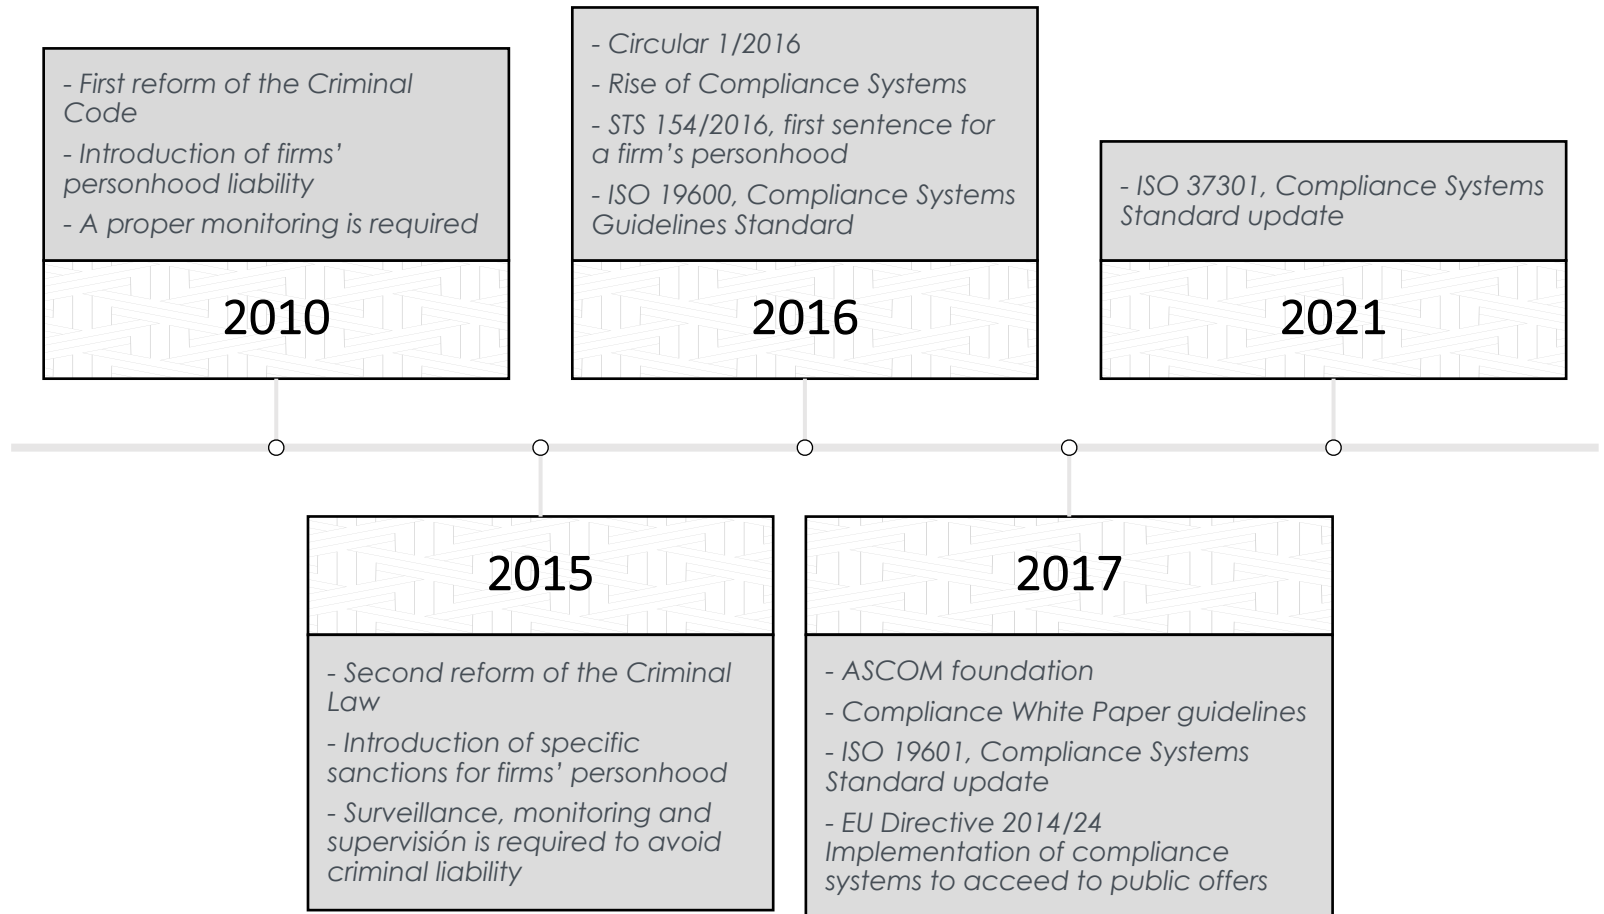 - First reform of the Criminal
Code
- Introduction of firms’
personhood liability
- A proper monitoring is required
2010
- Second reform of the Criminal
Law
- Introduction of specific
sanctions for firms’ personhood
- Surveillance, monitoring and
supervisión is required to avoid
criminal liability
2015
- Circular 1/2016
- Rise of Compliance Systems
- STS 154/2016, first sentence for
a firm’s personhood
- ISO 19600, Compliance Systems
Guidelines Standard
2016
2017
- ASCOM foundation
- Compliance White Paper guidelines
- ISO 19601, Compliance Systems
Standard update
- EU Directive 2014/24
Implementation of compliance
systems to acceed to public offers
- ISO 37301, Compliance Systems
Standard update
2021